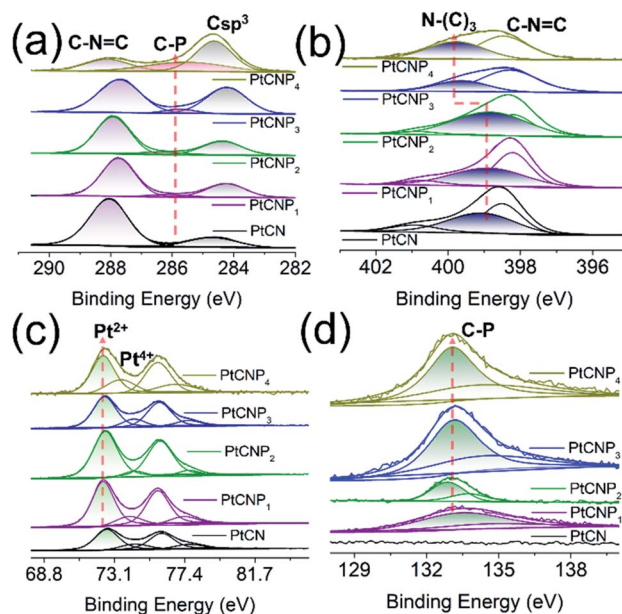 (a)
C-N=C
C-P
Csp³
PtCNP₄
PtCNP₃
PtCNP₂
PtCNP₁
PtCN
290 288 286 284 282
Binding Energy (eV)
(b)
N-(C)₃
C-N=C
PtCNP₄
PtCNP₃
PtCNP₂
PtCNP₁
PtCN
402 400 398 396
Binding Energy (eV)
(c)
Pt²⁺
Pt⁴⁺
PtCNP₄
PtCNP₃
PtCNP₂
PtCNP₁
PtCN
68.8 73.1 77.4 81.7
Binding Energy (eV)
(d)
C-P
PtCNP₄
PtCNP₃
PtCNP₂
PtCNP₁
PtCN
129 132 135 138
Binding Energy (eV)